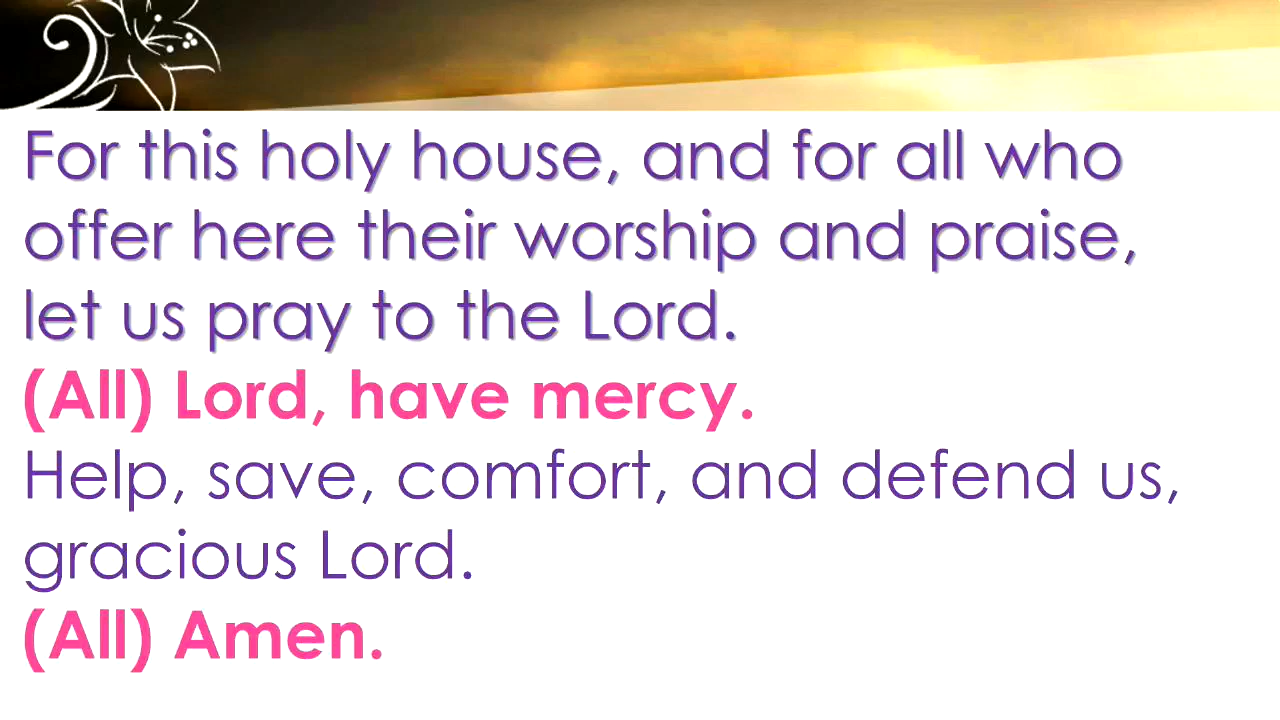 For this holy house, and for all who
offer here their worship and praise,
let us pray to the Lord.
(All) Lord, have mercy.
Help, save, comfort, and defend us,
gracious Lord.
(All) Amen.